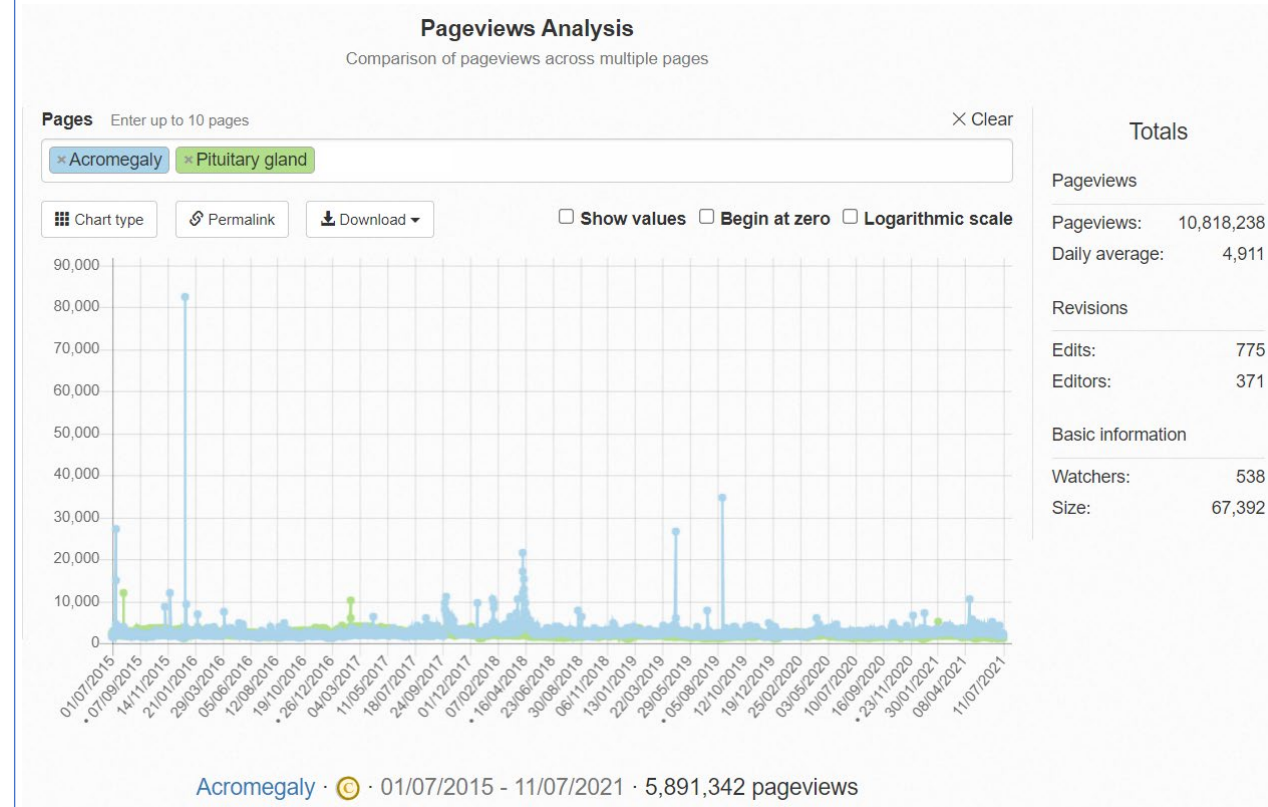 Pageviews Analysis
Comparison of pageviews across multiple pages
Pages Enter up to 10 pages × Clear
× Acromegaly × Pituitary gland
Chart type Permalink Download Show values Begin at zero Logarithmic scale
90,000
80,000
70,000
60,000
50,000
40,000
30,000
20,000
10,000
0
01/07/2015
• 07/09/2015
14/11/2015
21/01/2016
29/03/2016
05/06/2016
12/08/2016
19/10/2016
• 26/12/2016
04/03/2017
11/05/2017
18/07/2017
24/09/2017
01/12/2017
07/02/2018
• 16/04/2018
23/06/2018
30/08/2018
06/11/2018
13/01/2019
22/03/2019
• 29/05/2019
• 05/08/2019
12/10/2019
19/12/2019
25/02/2020
03/05/2020
10/07/2020
16/09/2020
• 23/11/2020
30/01/2021
08/04/2021
11/07/2021
Totals
Pageviews
Pageviews: 10,818,238
Daily average: 4,911
Revisions
Edits: 775
Editors: 371
Basic information
Watchers: 538
Size: 67,392
Acromegaly · © · 01/07/2015 - 11/07/2021 · 5,891,342 pageviews